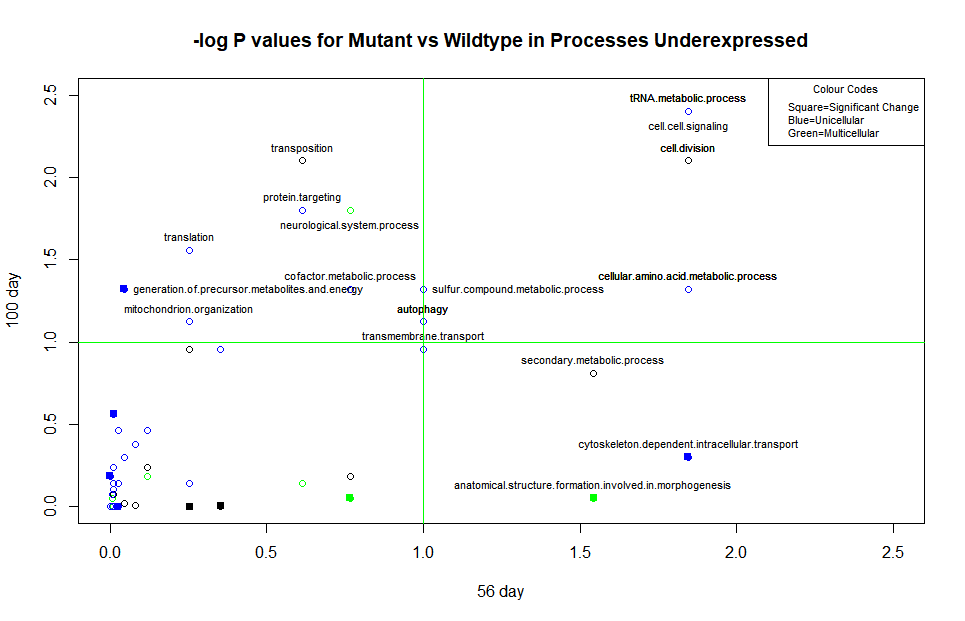 -log P values for Mutant vs Wildtype in Processes Underexpressed
Colour Codes
Square=Significant Change
Blue=Unicellular
Green=Multicellular
tRNA.metabolic.process
cell.cell.signaling
transposition
cell.division
protein.targeting
neurological.system.process
translation
cofactor.metabolic.process
cellular.amino.acid.metabolic.process
generation.of.precursor.metabolites.and.energy
sulfur.compound.metabolic.process
mitochondrion.organization
autophagy
transmembrane.transport
secondary.metabolic.process
cytoskeleton.dependent.intracellular.transport
anatomical.structure.formation.involved.in.morphogenesis
2.5
2.0
1.5
1.0
0.5
0.0
100 day
0.0 0.5 1.0 1.5 2.0 2.5
56 day